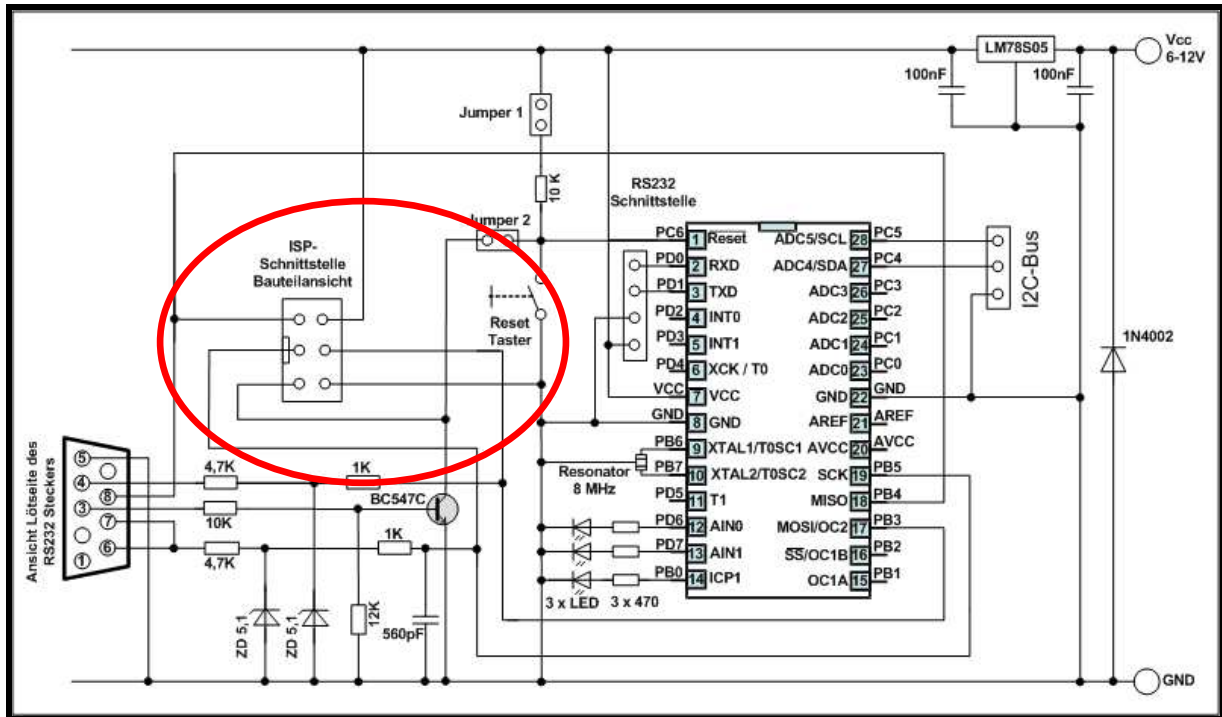 Vcc
6-12V
LM78S05
100nF
100nF
Jumper 1
10 K
RS232
Schnittstelle
Jumper 2
ISP-
Schnittstelle
Bauteilansicht
Reset
Taster
PC6 1 Reset ADC5/SCL 28 PC5
PD0 2 RXD ADC4/SDA 27 PC4
PD1 3 TXD ADC3 26 PC3
PD2 4 INT0 ADC2 25 PC2
PD3 5 INT1 ADC1 24 PC1
PD4 6 XCK / T0 ADC0 23 PC0
VCC 7 VCC GND 22 GND
GND 8 GND AREF 21 AREF
PB6 9 XTAL1/T0SC1 AVCC 20 AVCC
PB7 10 XTAL2/T0SC2 SCK 19 PB5
PD5 11 T1 MISO 18 PB4
PD6 12 AIN0 MOSI/OC2 17 PB3
PD7 13 AIN1 SS/OC1B 16 PB2
PB0 14 ICP1 OC1A 15 PB1
I2C-Bus
1N4002
Resonator
8 MHz
3 x LED 3 x 470
Ansicht Lötseite des
RS232 Steckers
5
4
8
3
7
6
1
4,7K
1K
BC547C
10K
1K
4,7K
ZD 5,1
ZD 5,1
12K
560pF
GND